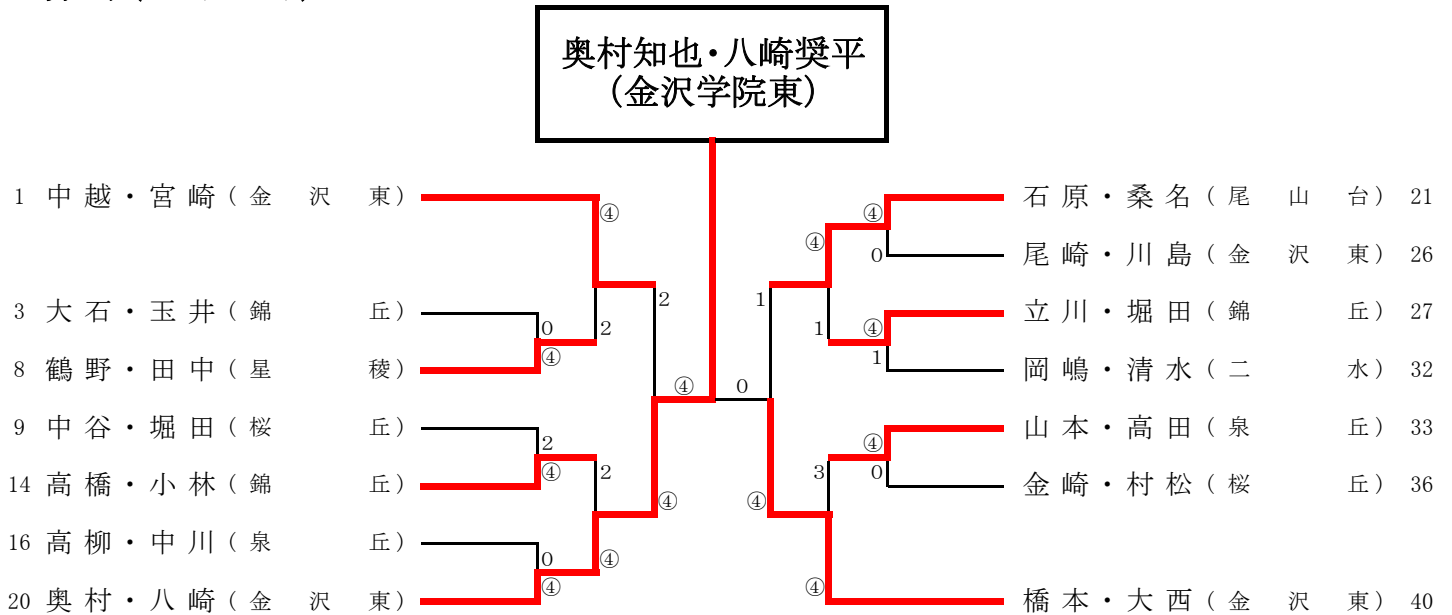 奥村知也・八崎奨平
(金沢学院東)
1 中越・宮崎(金沢東)
④
3 大石・玉井(錦丘)
0
2
8 鶴野・田中(星稜)
④
2
9 中谷・堀田(桜丘)
2
14 高橋・小林(錦丘)
④
2
16 高柳・中川(泉丘)
0
④
20 奥村・八崎(金沢東)
④
④
④
0
石原・桑名(尾山台) 21
④
④
尾崎・川島(金沢東) 26
0
1
立川・堀田(錦丘) 27
④
1
岡嶋・清水(二水) 32
1
山本・高田(泉丘) 33
④
金崎・村松(桜丘) 36
0
3
④
橋本・大西(金沢東) 40
④